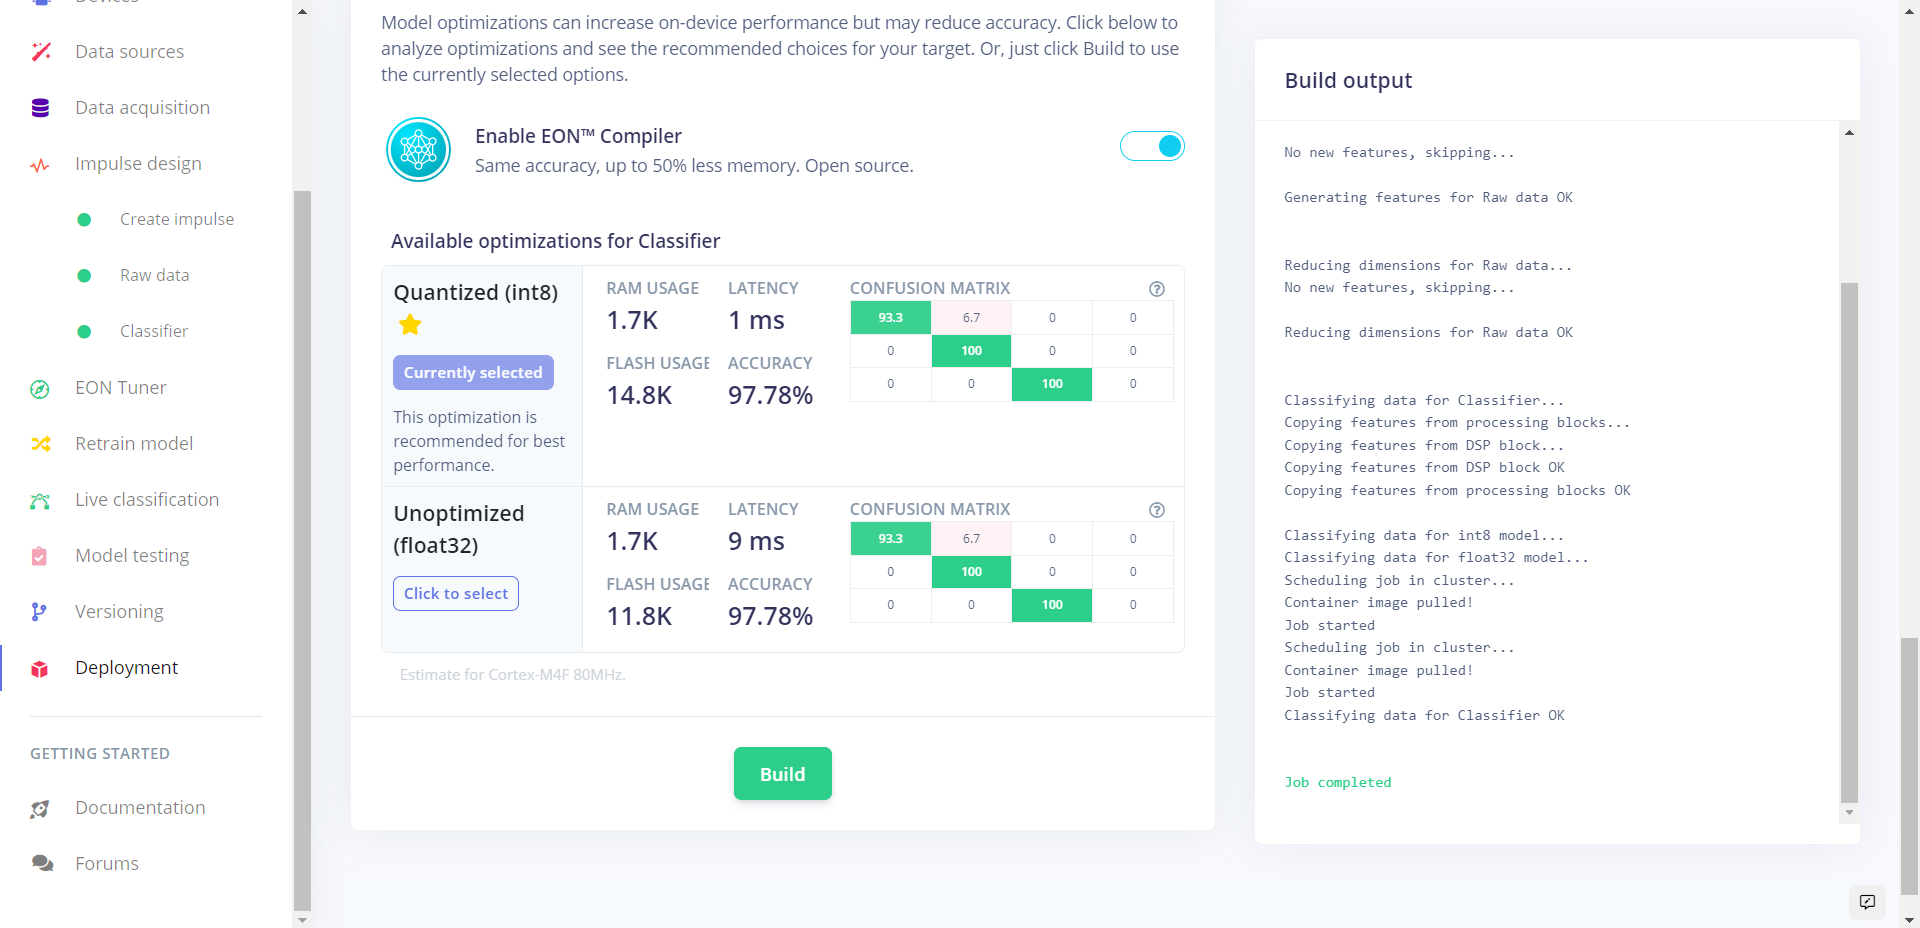 Devices
Data sources
Data acquisition
Impulse design
Create impulse
Raw data
Classifier
EON Tuner
Retrain model
Live classification
Model testing
Versioning
Deployment
GETTING STARTED
Documentation
Forums
Model optimizations can increase on-device performance but may reduce accuracy. Click below to
analyze optimizations and see the recommended choices for your target. Or, just click Build to use
the currently selected options.
Enable EON™ Compiler
Same accuracy, up to 50% less memory. Open source.
Available optimizations for Classifier
Quantized (int8)
Currently selected
This optimization is
recommended for best
performance.
RAM USAGE LATENCY
1.7K 1 ms
FLASH USAGE ACCURACY
14.8K 97.78%
CONFUSION MATRIX
93.3 6.7 0 0
0 100 0 0
0 0 100 0
Unoptimized
(float32)
Click to select
RAM USAGE LATENCY
1.7K 9 ms
FLASH USAGE ACCURACY
11.8K 97.78%
CONFUSION MATRIX
93.3 6.7 0 0
0 100 0 0
0 0 100 0
Estimate for Cortex-M4F 80MHz.
Build
Build output
No new features, skipping...
Generating features for Raw data OK
Reducing dimensions for Raw data...
No new features, skipping...
Reducing dimensions for Raw data OK
Classifying data for Classifier...
Copying features from processing blocks...
Copying features from DSP block...
Copying features from DSP block OK
Copying features from processing blocks OK
Classifying data for int8 model...
Classifying data for float32 model...
Scheduling job in cluster...
Container image pulled!
Job started
Scheduling job in cluster...
Container image pulled!
Job started
Classifying data for Classifier OK
Job completed